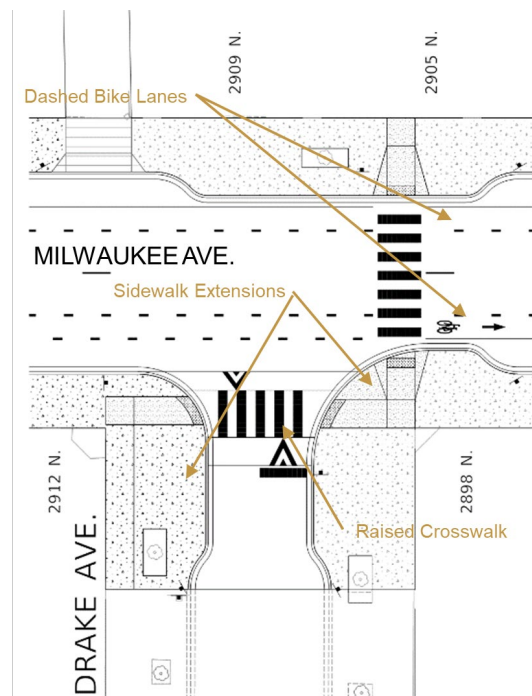 2909 N.
2905 N.
Dashed Bike Lanes
MILWAUKEE AVE.
Sidewalk Extensions
2912 N.
2898 N.
Raised Crosswalk
DRAKE AVE.